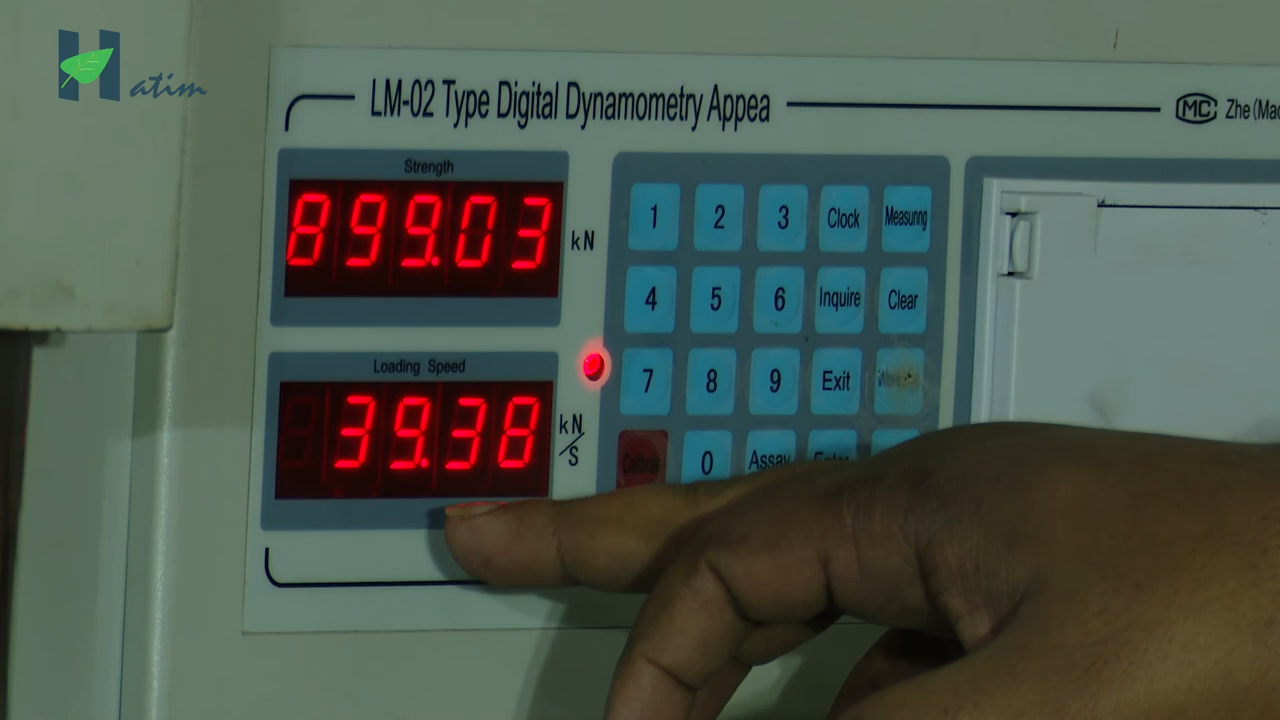 Hatim
LM-02 Type Digital Dynamometry Appea
MC Zhe (Mac
Strength
899.03 kN
Loading Speed
39.38 kN/S
1 2 3 Clock Measunng
4 5 6 Inquire Clear
7 8 9 Exit
0 Assay